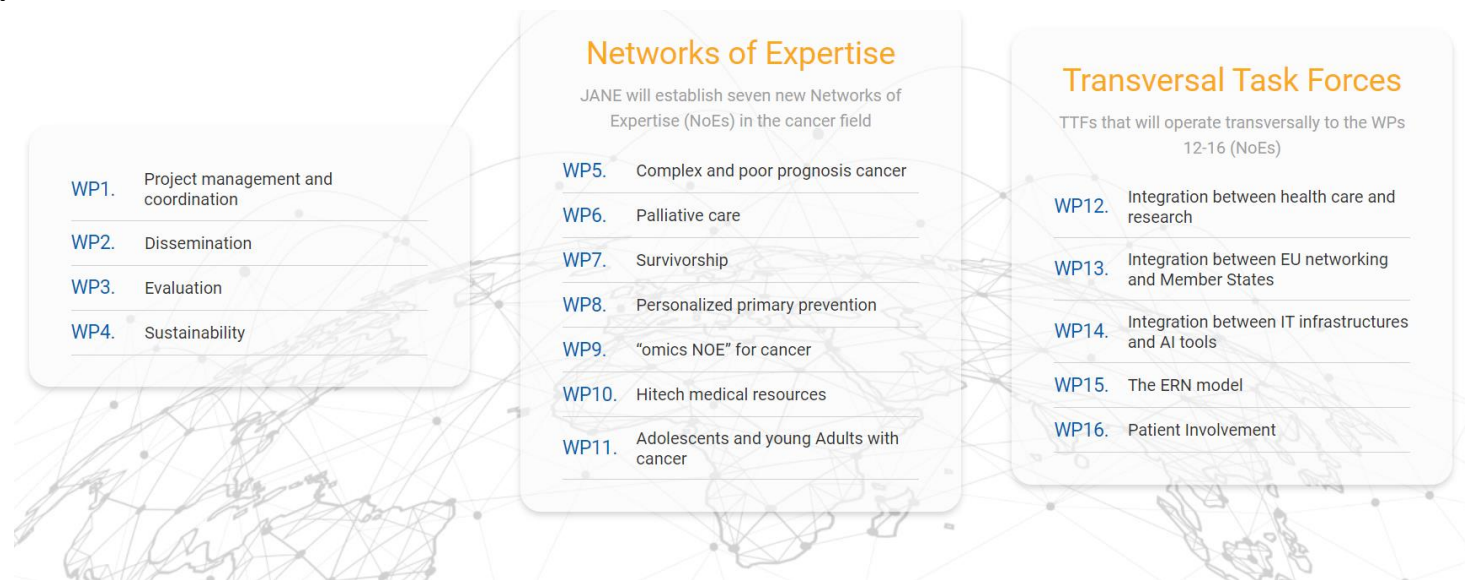 WP1. Project management and
coordination
WP2. Dissemination
WP3. Evaluation
WP4. Sustainability
Networks of Expertise
JANE will establish seven new Networks of
Expertise (NoEs) in the cancer field
WP5. Complex and poor prognosis cancer
WP6. Palliative care
WP7. Survivorship
WP8. Personalized primary prevention
WP9. “omics NOE” for cancer
WP10. Hitech medical resources
WP11. Adolescents and young Adults with
cancer
Transversal Task Forces
TTFs that will operate transversally to the WPs
12-16 (NoEs)
WP12. Integration between health care and
research
WP13. Integration between EU networking
and Member States
WP14. Integration between IT infrastructures
and AI tools
WP15. The ERN model
WP16. Patient Involvement